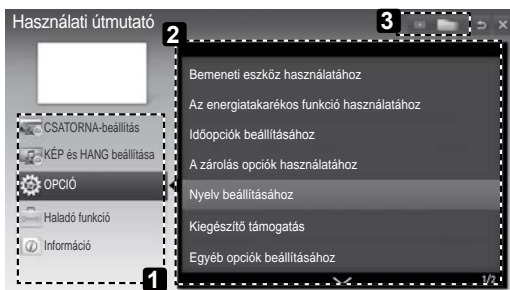 Használati útmutató
3
2
Bemeneti eszköz használatához
Az energiatakarékos funkció használatához
Időopciók beállításához
A zárolás opciók használatához
Nyelv beállításához
Kiegészítő támogatás
Egyéb opciók beállításához
1/2
CSATORNA-beállítás
KÉP és HANG beállítása
OPCIÓ
Haladó funkció
Információ
1